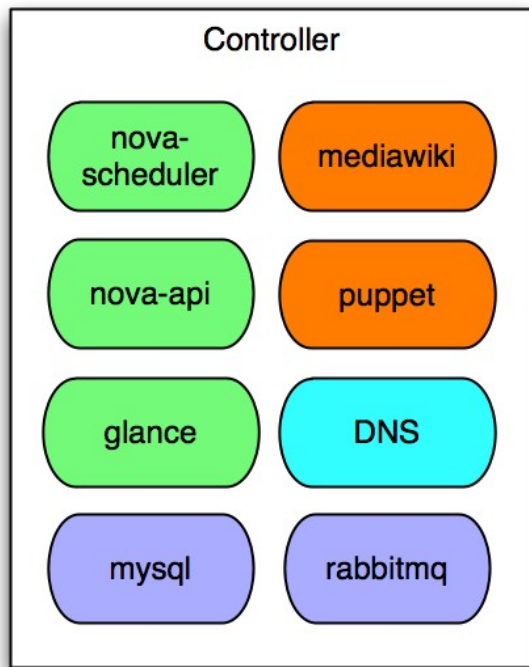 Controller
nova-
scheduler
mediawiki
nova-api
puppet
glance
DNS
mysql
rabbitmq